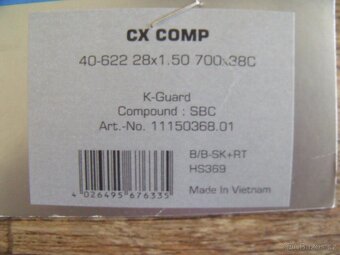 CX COMP
40-622 28x1.50 700x38C
K-Guard
Compound : SBC
Art.-No. 11150368.01
B/B-SK+RT
HS369
4 026495 676335
Made in Vietnam